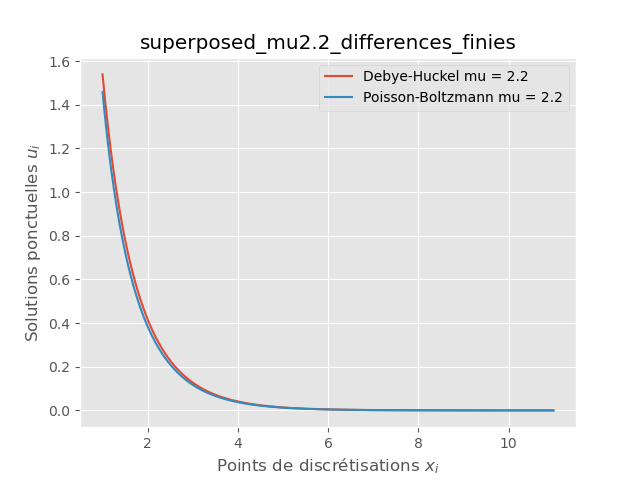 superposed_mu2.2_differences_finies
Debye-Huckel mu = 2.2
Poisson-Boltzmann mu = 2.2
Solutions ponctuelles u_i
1.6
1.4
1.2
1.0
0.8
0.6
0.4
0.2
0.0
2 4 6 8 10
Points de discrétisations x_i